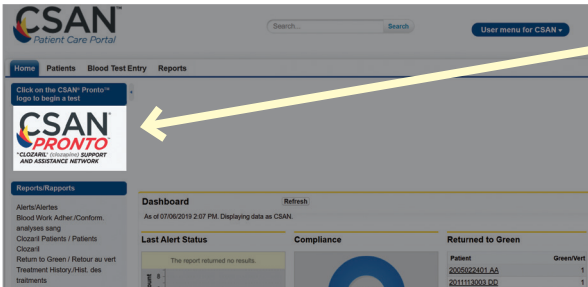 CSAN
Patient Care Portal
Search...
Search
User menu for CSAN
Home Patients Blood Test Entry Reports
Click on the CSAN® Pronto™
logo to begin a test
CSAN
PRONTO™
"CLOZARIL® (clozapine) SUPPORT
AND ASSISTANCE NETWORK
Reports/Rapports
Alerts/Alertes
Blood Work Adher./Conform.
analyses sang
Clozaril Patients / Patients
Clozaril
Return to Green / Retour au vert
Treatment History./Hist. des
traitments
Dashboard
Refresh
As of 07/06/2019 2:07 PM. Displaying data as CSAN.
Last Alert Status
The report returned no results.
8
6
Compliance
Returned to Green
Patient Green/Vert
2005022401 AA 1
2011113003 DD 1